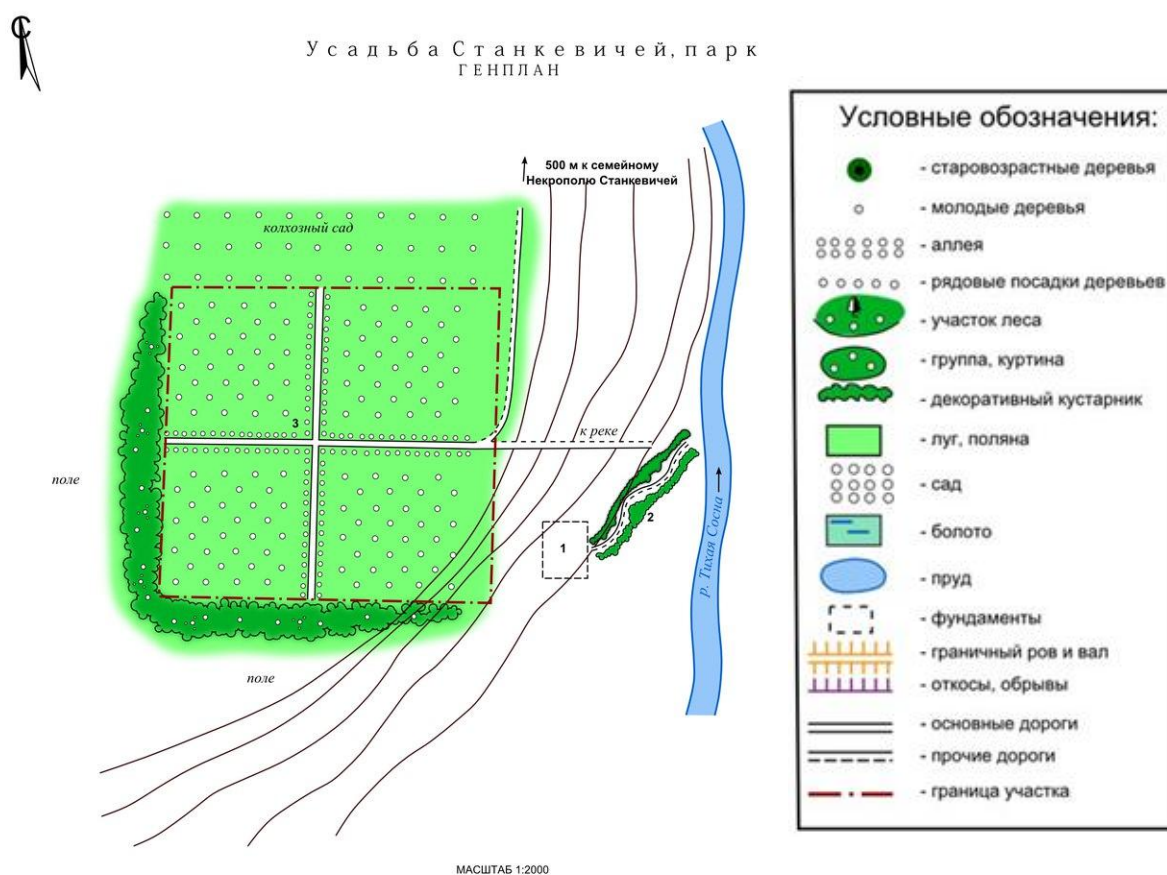 С
Усадьба Станкевичей, парк
ГЕНПЛАН
500 м к семейному
Некрополю Станкевичей
колхозный сад
3
к реке
поле
1
2
р. Тихая Сосна
поле
МАСШТАБ 1:2000
Условные обозначения:
- старовозрастные деревья
- молодые деревья
- аллея
- рядовые посадки деревьев
- участок леса
- группа, куртина
- декоративный кустарник
- луг, поляна
- сад
- болото
- пруд
- фундаменты
- граничный ров и вал
- откосы, обрывы
- основные дороги
- прочие дороги
- граница участка